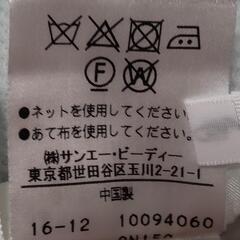 F W
●ネットを使用してください。
●あて布を使用してください。
㈱サンエー・ビーディー
東京都世田谷区玉川2-21-1
中国製
16-12 10094060